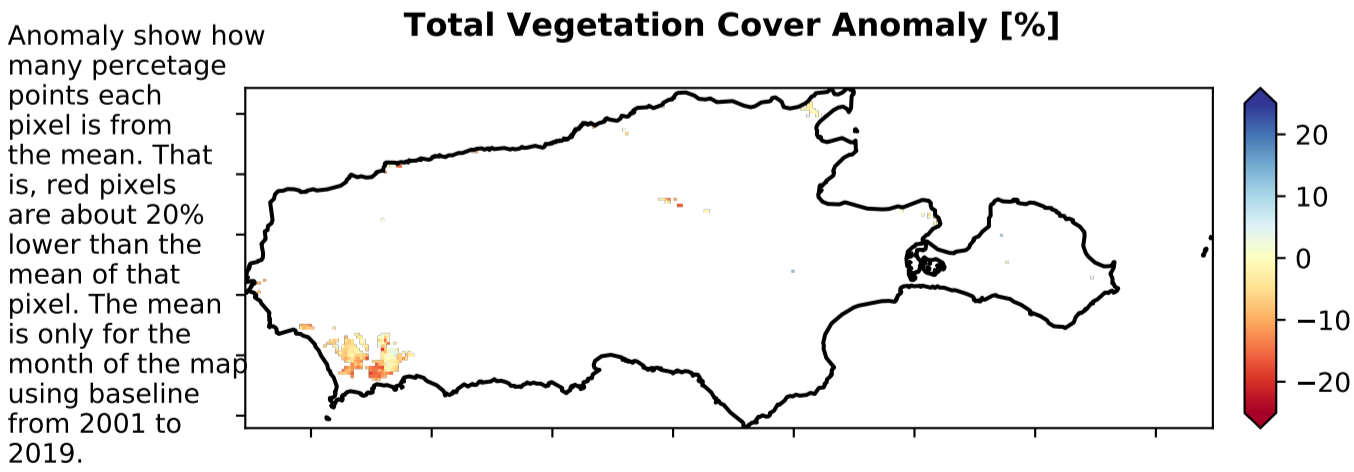 Total Vegetation Cover Anomaly [%]
Anomaly show how
many percetage
points each
pixel is from
the mean. That
is, red pixels
are about 20%
lower than the
mean of that
pixel. The mean
is only for the
month of the map
using baseline
from 2001 to
2019.
20
10
0
−10
−20